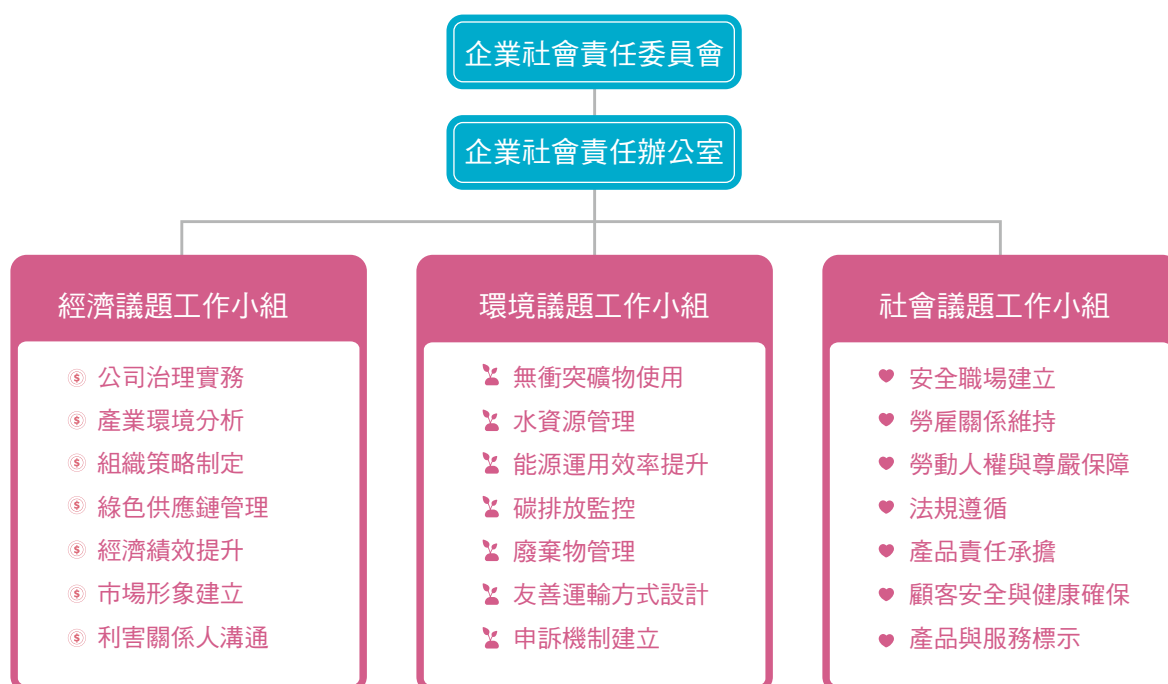 企業社會責任委員會
企業社會責任辦公室
經濟議題工作小組
公司治理實務
產業環境分析
組織策略制定
綠色供應鏈管理
經濟績效提升
市場形象建立
利害關係人溝通
環境議題工作小組
無衝突礦物使用
水資源管理
能源運用效率提升
碳排放監控
廢棄物管理
友善運輸方式設計
申訴機制建立
社會議題工作小組
安全職場建立
勞雇關係維持
勞動人權與尊嚴保障
法規遵循
產品責任承擔
顧客安全與健康確保
產品與服務標示